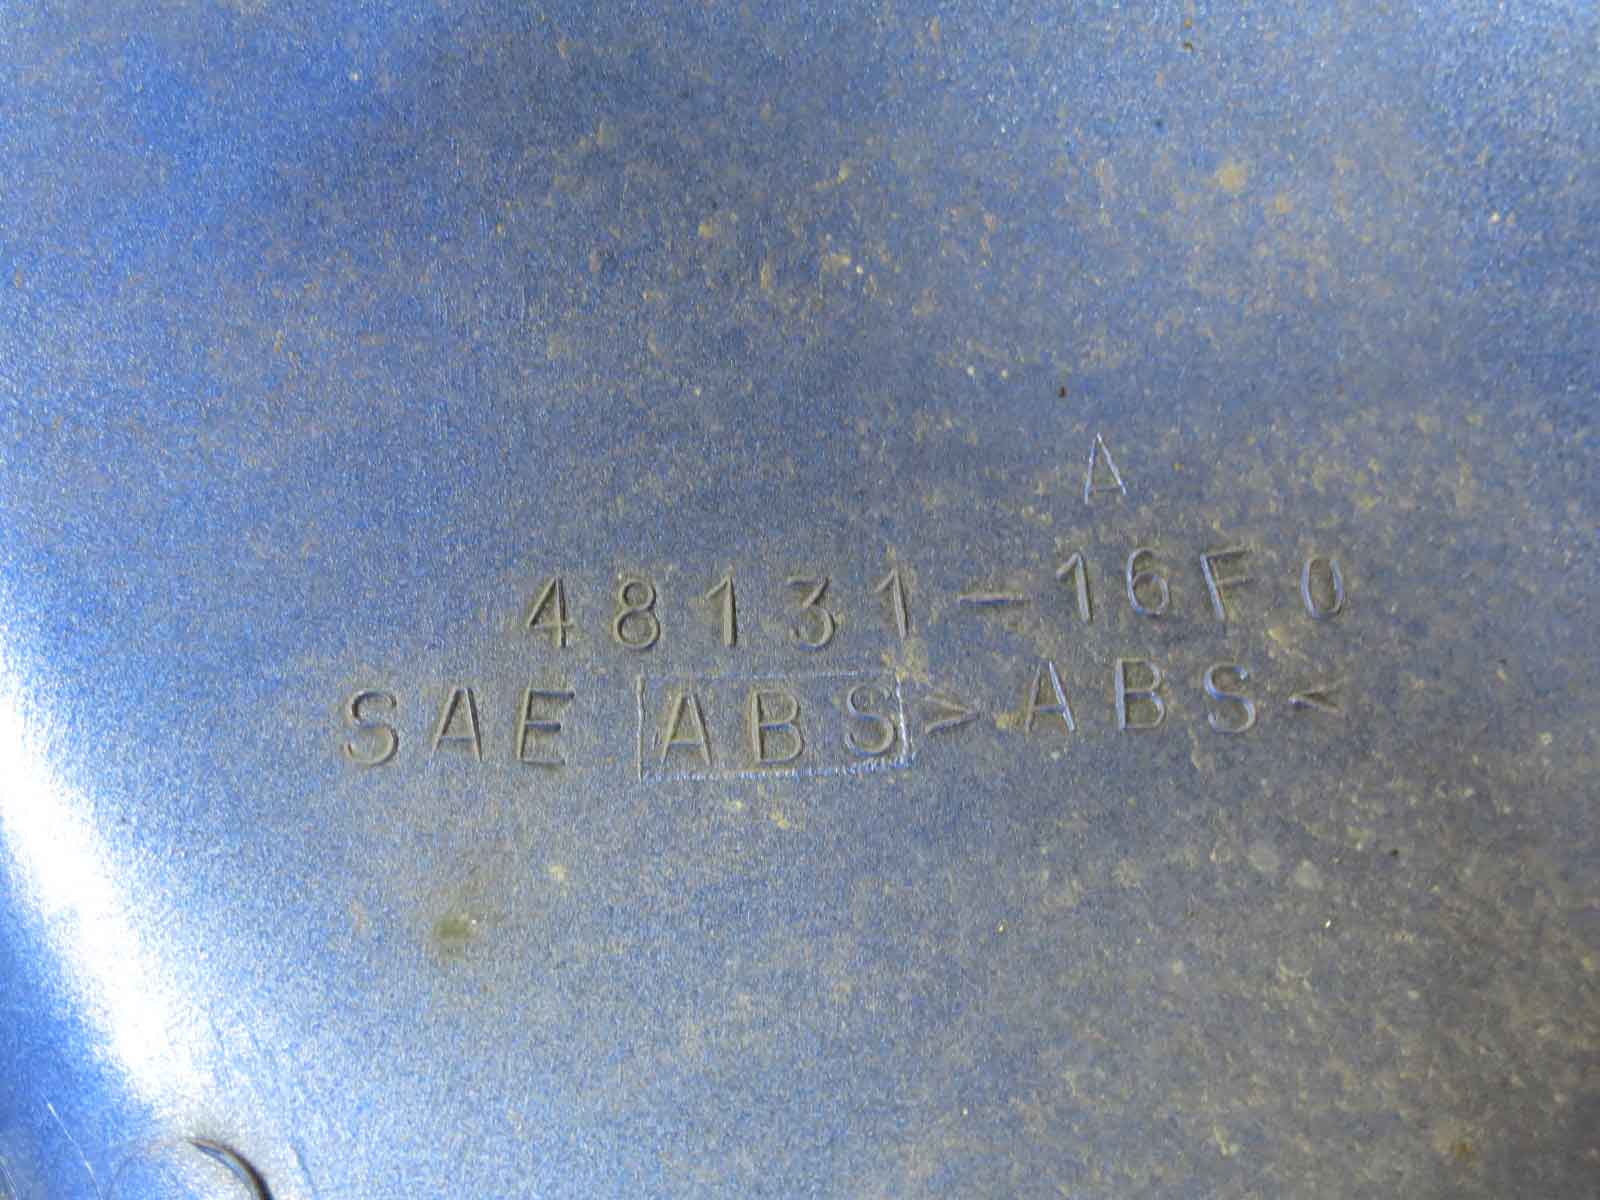 A
48131-16F0
SAE ABS >ABS<